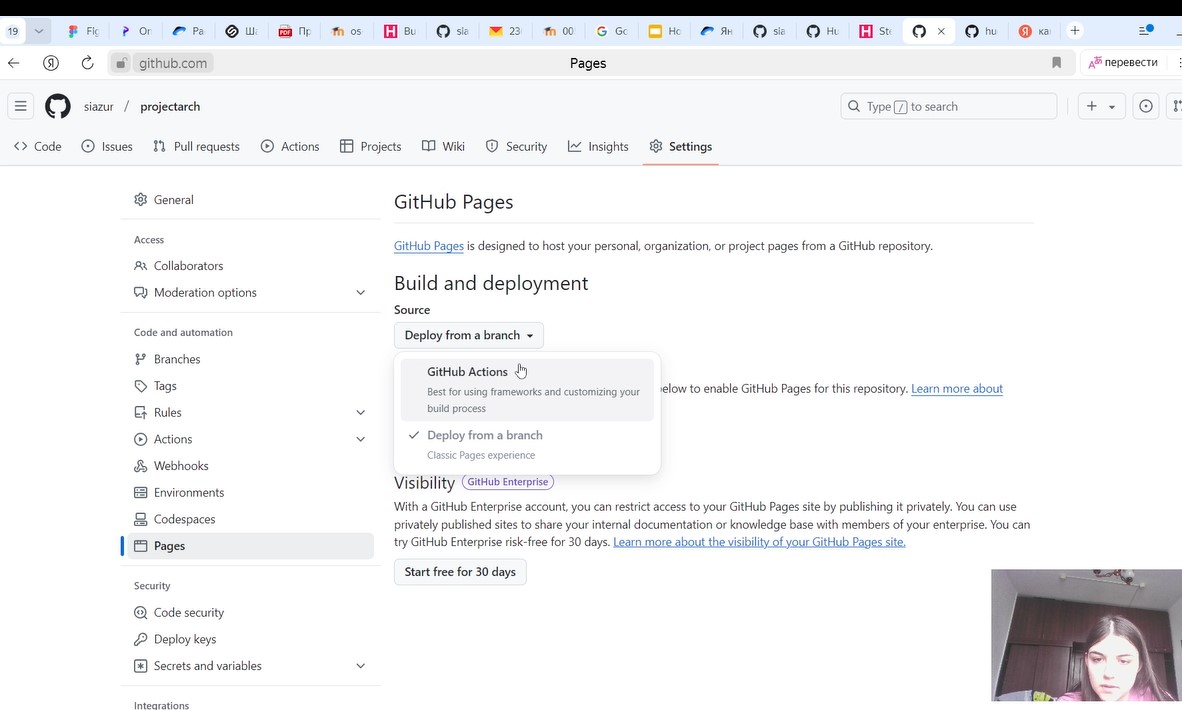 19 Fig Or Pa Ша Пр os Bu sia 23 00 Go Но Ян sia Hu Sto hu ка
github.com Pages перевести
siazur / projectarch Type / to search
Code Issues Pull requests Actions Projects Wiki Security Insights Settings
General
Access
Collaborators
Moderation options
Code and automation
Branches
Tags
Rules
Actions
Webhooks
Environments
Codespaces
Pages
Security
Code security
Deploy keys
Secrets and variables
Integrations
GitHub Pages
GitHub Pages is designed to host your personal, organization, or project pages from a GitHub repository.
Build and deployment
Source
Deploy from a branch
GitHub Actions
Best for using frameworks and customizing your
build process
Deploy from a branch
Classic Pages experience
below to enable GitHub Pages for this repository. Learn more about
Visibility GitHub Enterprise
With a GitHub Enterprise account, you can restrict access to your GitHub Pages site by publishing it privately. You can use
privately published sites to share your internal documentation or knowledge base with members of your enterprise. You can
try GitHub Enterprise risk-free for 30 days. Learn more about the visibility of your GitHub Pages site.
Start free for 30 days